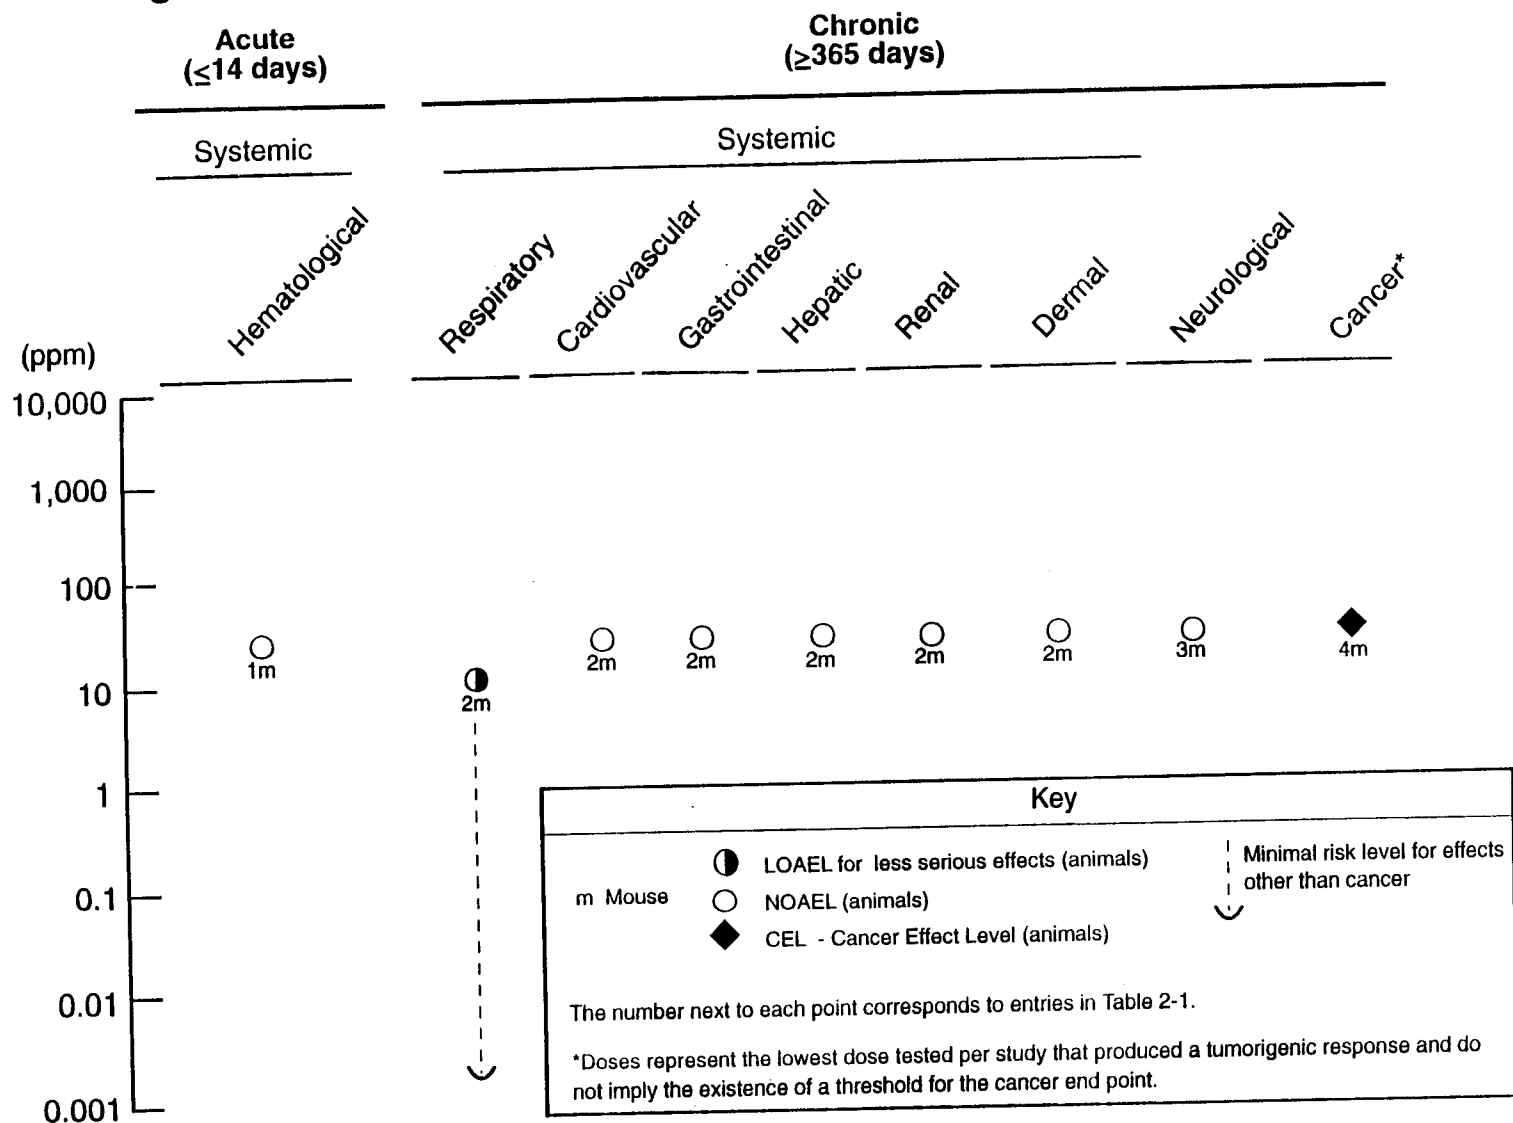 Acute
(≤14 days)
Chronic
(≥365 days)
Systemic
Systemic
Hematological
Respiratory
Cardiovascular
Gastrointestinal
Hepatic
Renal
Dermal
Neurological
Cancer*
(ppm)
10,000
1,000
100
10
1
0.1
0.01
0.001
1m
2m
2m
2m
2m
2m
2m
3m
4m
Key
m Mouse
LOAEL for less serious effects (animals)
NOAEL (animals)
CEL - Cancer Effect Level (animals)
Minimal risk level for effects
other than cancer
The number next to each point corresponds to entries in Table 2-1.
*Doses represent the lowest dose tested per study that produced a tumorigenic response and do
not imply the existence of a threshold for the cancer end point.